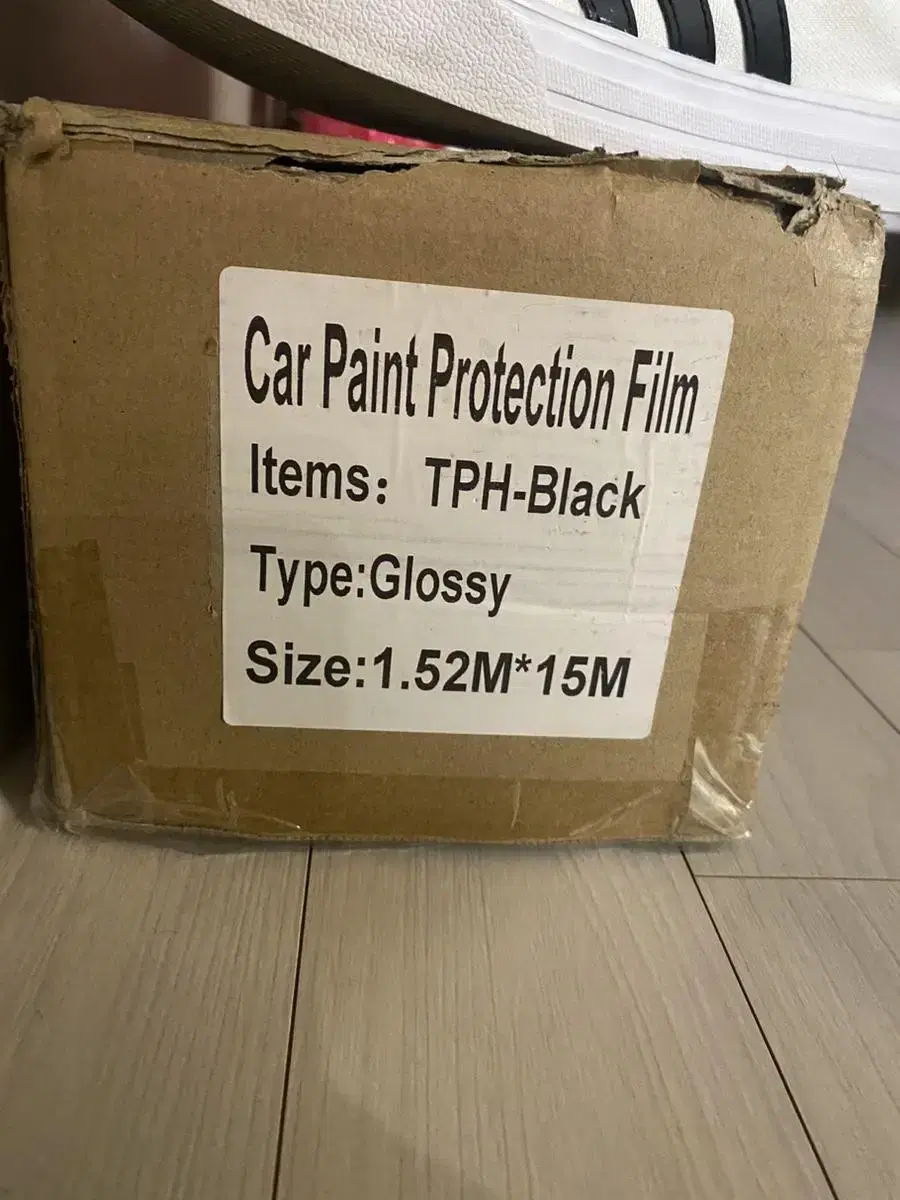 Car Paint Protection Film
Items： TPH-Black
Type:Glossy
Size:1.52M*15M